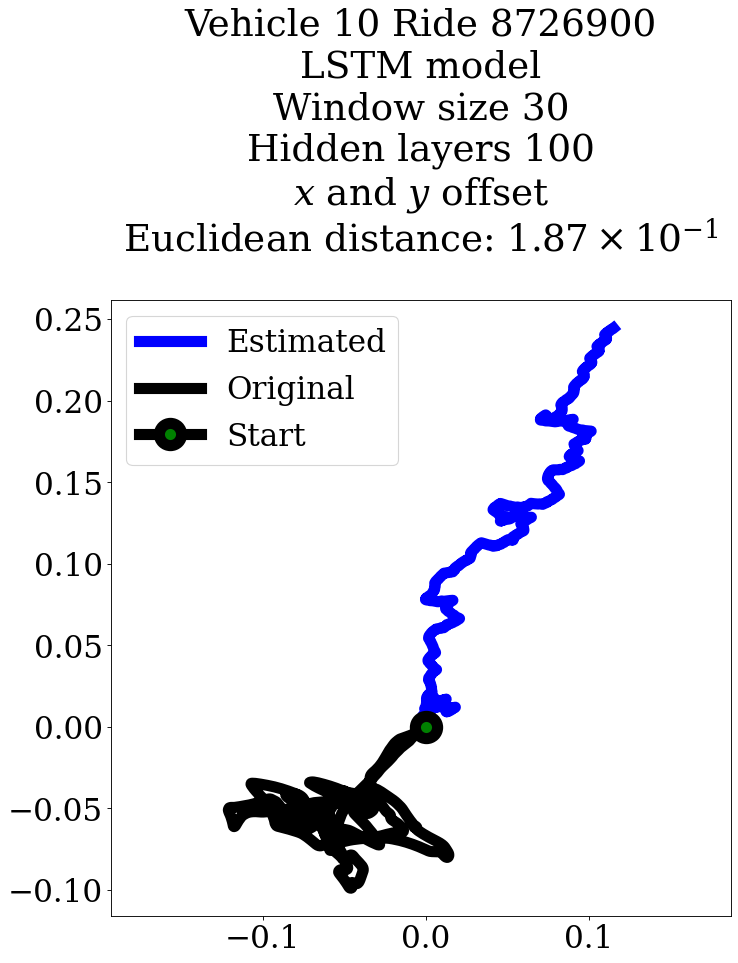 Vehicle 10 Ride 8726900
LSTM model
Window size 30
Hidden layers 100
x and y offset
Euclidean distance: 1.87 × 10⁻¹
Estimated
Original
Start
0.25
0.20
0.15
0.10
0.05
0.00
−0.05
−0.10
−0.1 0.0 0.1